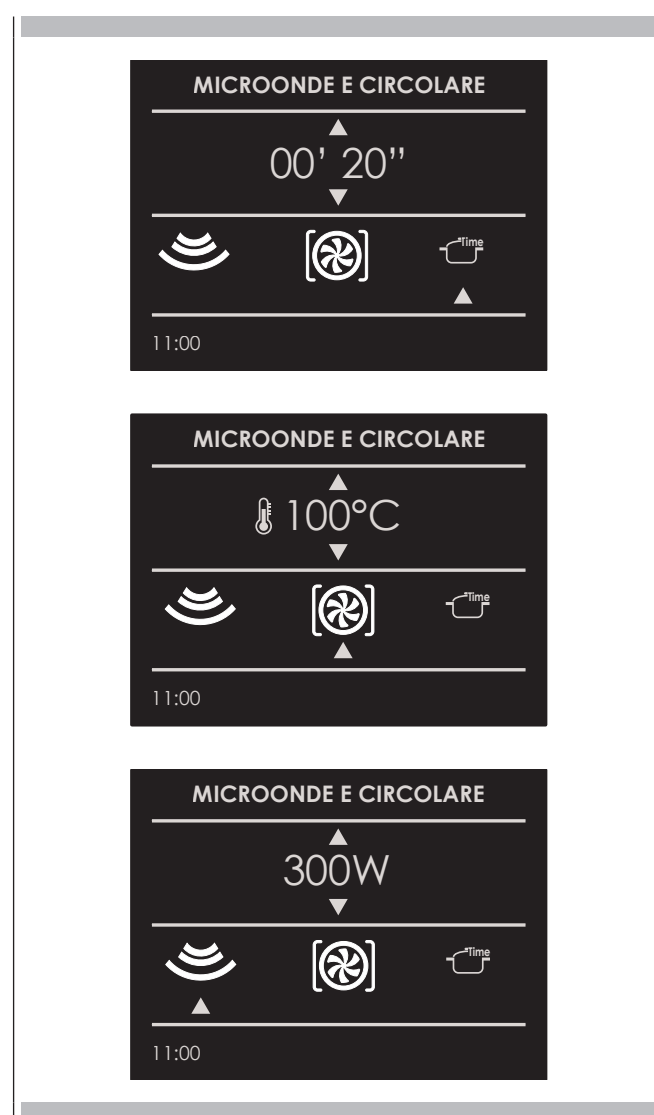 MICROONDE E CIRCOLARE
00’ 20”
Time
11:00
MICROONDE E CIRCOLARE
100°C
Time
11:00
MICROONDE E CIRCOLARE
300W
Time
11:00